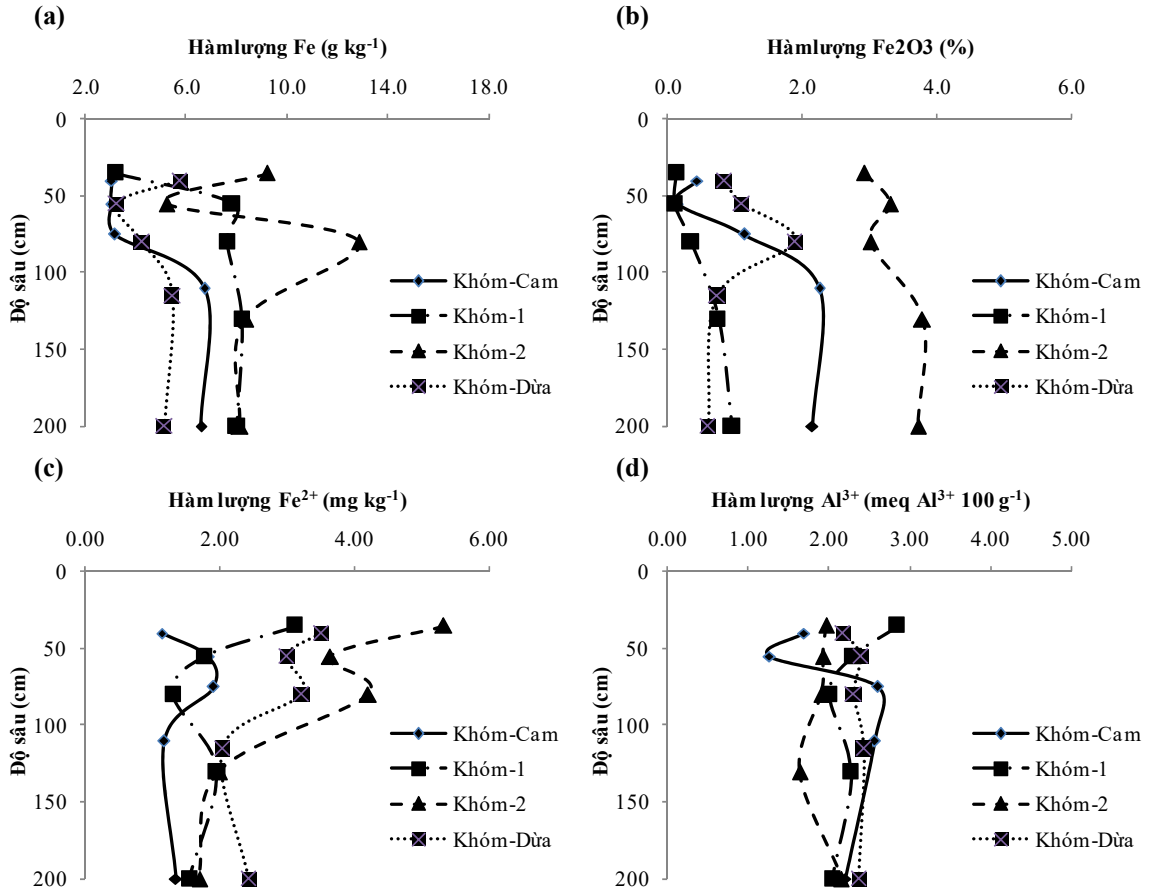 (a)
Hàmlượng Fe (g kg⁻¹)
2.0 6.0 10.0 14.0 18.0
0
50
100
150
200
Độ sâu (cm)
Khóm-Cam
Khóm-1
Khóm-2
Khóm-Dừa
(b)
Hàmlượng Fe2O3 (%)
0.0 2.0 4.0 6.0
0
50
100
150
200
Độ sâu (cm)
Khóm-Cam
Khóm-1
Khóm-2
Khóm-Dừa
(c)
Hàm lượng Fe²⁺ (mg kg⁻¹)
0.00 2.00 4.00 6.00
0
50
100
150
200
Độ sâu (cm)
Khóm-Cam
Khóm-1
Khóm-2
Khóm-Dừa
(d)
Hàm lượng Al³⁺ (meq Al³⁺ 100 g⁻¹)
0.00 1.00 2.00 3.00 4.00 5.00
0
50
100
150
200
Độ sâu (cm)
Khóm-Cam
Khóm-1
Khóm-2
Khóm-Dừa